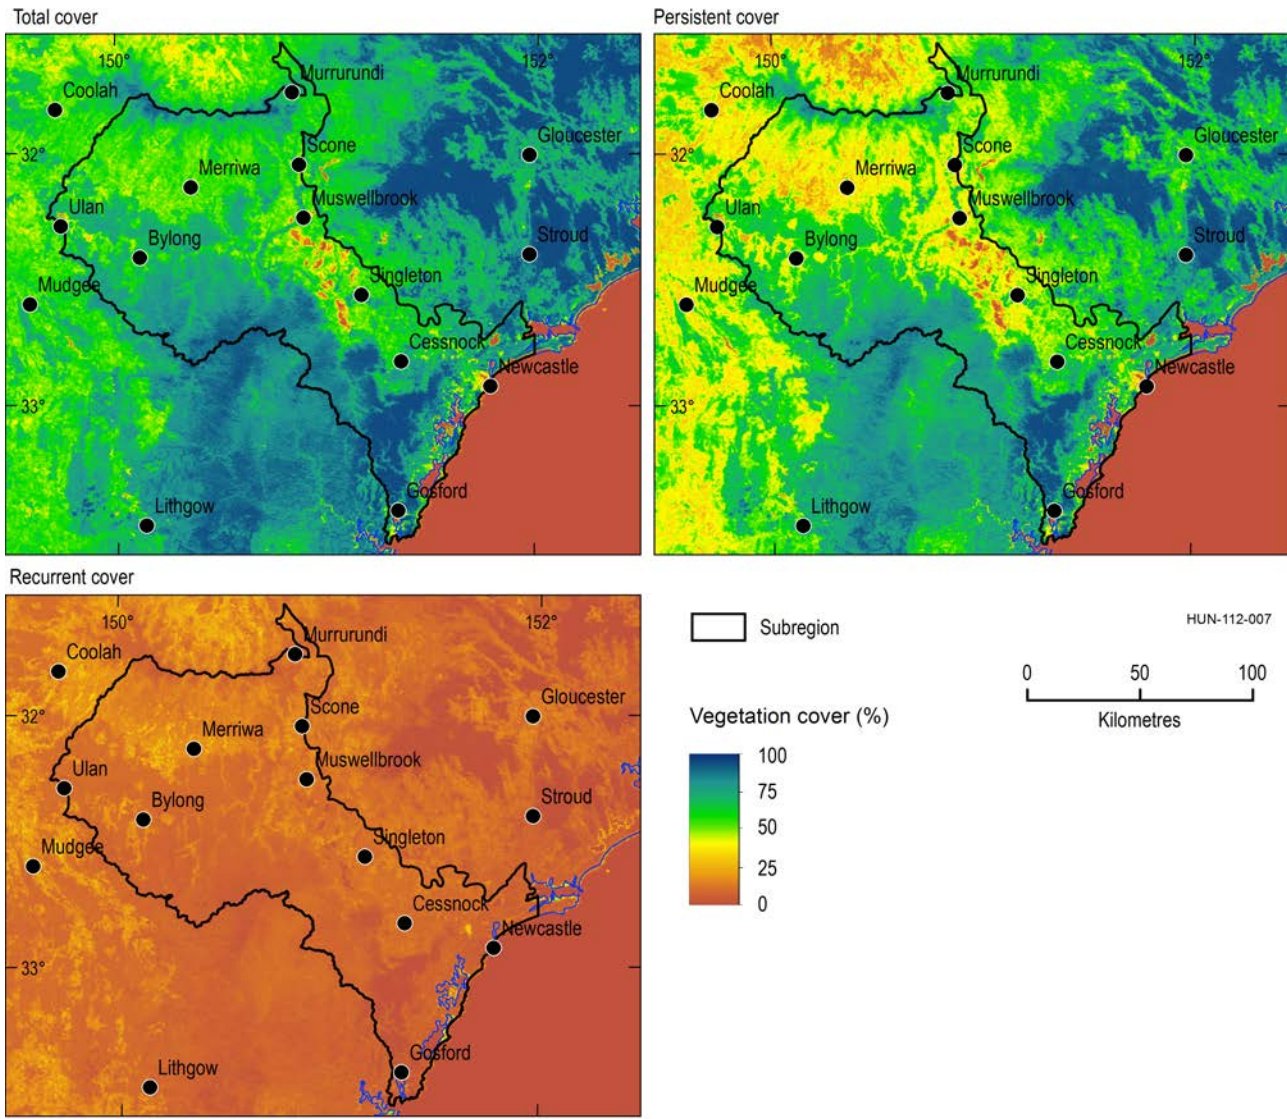 Total cover
150°
152°
Murrurundi
Coolah
Gloucester
32°
Scone
Merriwa
Muswellbrook
Ulan
Bylong
Stroud
Singleton
Mudgee
Cessnock
Newcastle
33°
Gosford
Lithgow
Persistent cover
150°
152°
Murrurundi
Coolah
Gloucester
32°
Scone
Merriwa
Muswellbrook
Ulan
Bylong
Stroud
Singleton
Mudgee
Cessnock
Newcastle
33°
Gosford
Lithgow
Recurrent cover
150°
152°
Murrurundi
Coolah
Gloucester
32°
Scone
Merriwa
Muswellbrook
Ulan
Bylong
Stroud
Singleton
Mudgee
Cessnock
Newcastle
33°
Gosford
Lithgow
Subregion
HUN-112-007
0 50 100
Kilometres
Vegetation cover (%)
100
75
50
25
0